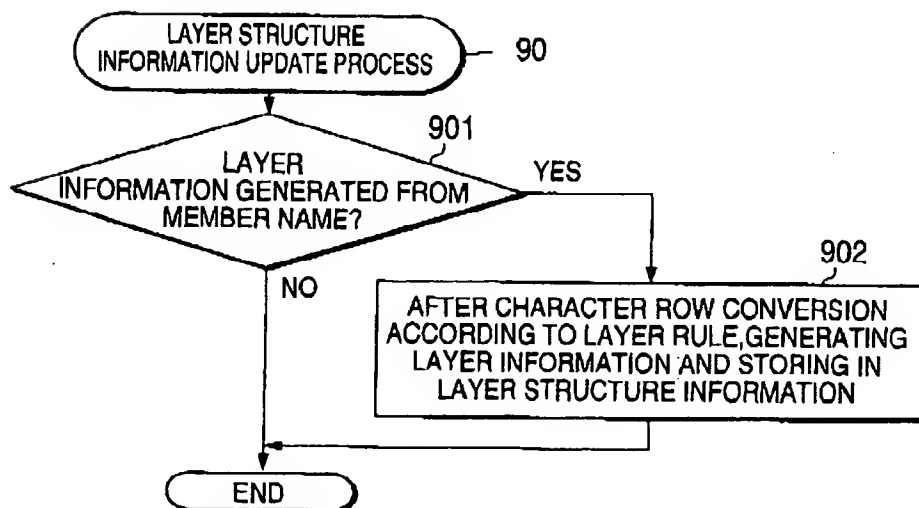 LAYER STRUCTURE
INFORMATION UPDATE PROCESS
90
901
LAYER
INFORMATION GENERATED FROM
MEMBER NAME?
YES
NO
902
AFTER CHARACTER ROW CONVERSION
ACCORDING TO LAYER RULE,GENERATING
LAYER INFORMATION AND STORING IN
LAYER STRUCTURE INFORMATION
END